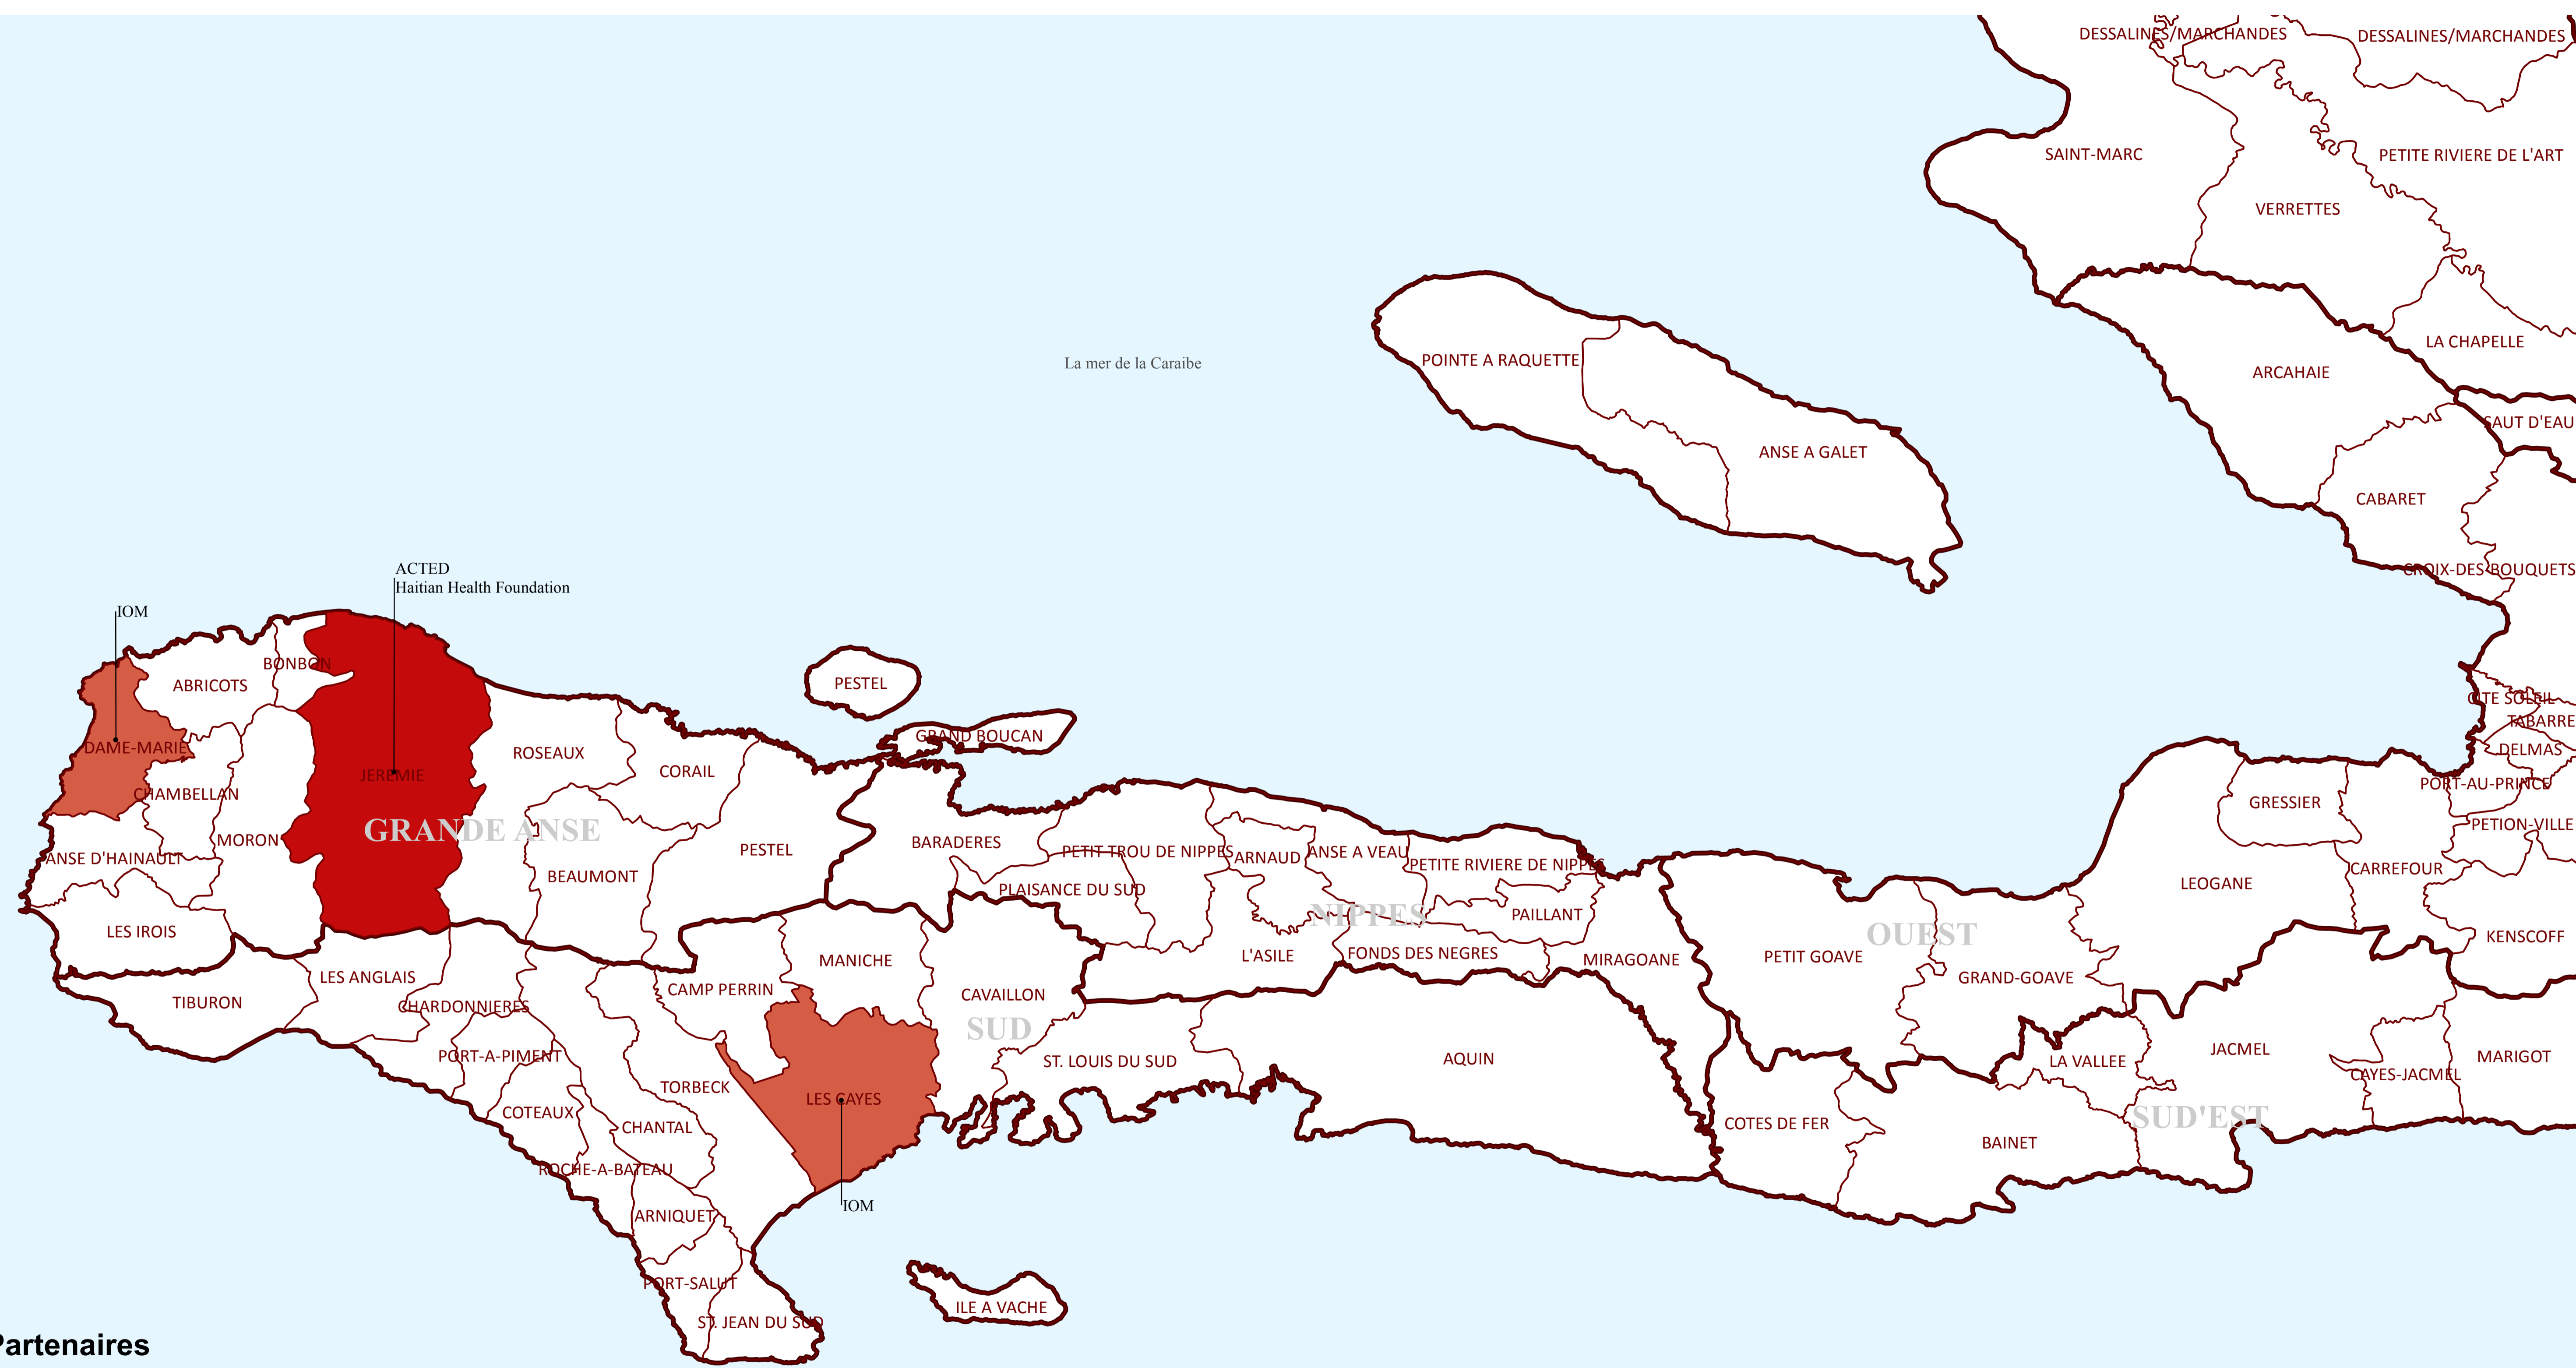 DESSALINES/MARCHANDES
DESSALINES/MARCHANDES
SAINT-MARC
PETITE RIVIERE DE L'ART
VERRETTES
LA CHAPELLE
POINTE A RAQUETTE
La mer de la Caraibe
ARCAHAIE
SAUT D'EAU
ANSE A GALET
CABARET
CROIX-DES-BOUQUETS
ACTED
Haitian Health Foundation
IOM
BONBON
ABRICOTS
PESTEL
CITE SOLEIL
TABARRE
GRAND BOUCAN
DAME-MARIE
ROSEAUX
DELMAS
CORAIL
JEREMIE
PORT-AU-PRINCE
CHAMBELLAN
GRESSIER
PETION-VILLE
GRANDE ANSE
MORON
BARADERES
PESTEL
PETIT TROU DE NIPPES
ARNAUD
ANSE A VEAU
PETITE RIVIERE DE NIPPES
ANSE D'HAINAULT
CARREFOUR
BEAUMONT
LEOGANE
PLAISANCE DU SUD
NIPPES
PAILLANT
LES IROIS
OUEST
KENSCOFF
L'ASILE
FONDS DES NEGRES
PETIT GOAVE
MIRAGOANE
MANICHE
LES ANGLAIS
GRAND-GOAVE
CAMP PERRIN
CAVAILLON
TIBURON
CHARDONNIERES
SUD
JACMEL
PORT-A-PIMENT
MARIGOT
AQUIN
ST. LOUIS DU SUD
LA VALLEE
CAYES-JACMEL
TORBECK
LES CAYES
COTEAUX
SUD'EST
COTES DE FER
CHANTAL
BAINET
ROCHE-A-BATEAU
IOM
ARNIQUET
PORT-SALUT
ILE A VACHE
ST. JEAN DU SUD
Partenaires